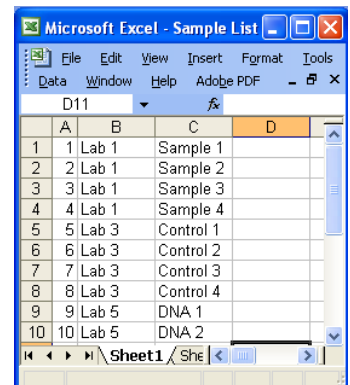 Microsoft Excel - Sample List
File Edit View Insert Format Tools
Data Window Help Adobe PDF
D11 fx
A B C D
1 1 Lab 1 Sample 1
2 2 Lab 1 Sample 2
3 3 Lab 1 Sample 3
4 4 Lab 1 Sample 4
5 5 Lab 3 Control 1
6 6 Lab 3 Control 2
7 7 Lab 3 Control 3
8 8 Lab 3 Control 4
9 9 Lab 5 DNA 1
10 10 Lab 5 DNA 2
Sheet1 She